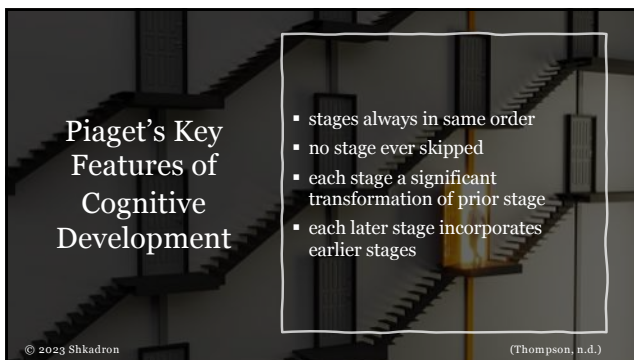 Piaget’s Key
Features of
Cognitive
Development
▪ stages always in same order
▪ no stage ever skipped
▪ each stage a significant
transformation of prior stage
▪ each later stage incorporates
earlier stages
© 2023 Shkadron
(Thompson, n.d.)